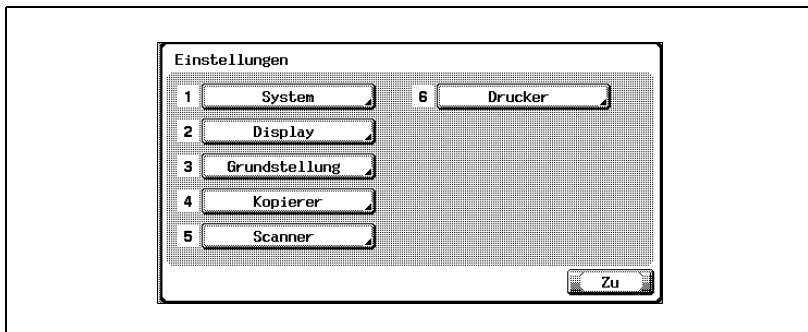 Einstellungen
1 System
2 Display
3 Grundstellung
4 Kopierer
5 Scanner
6 Drucker
Zu